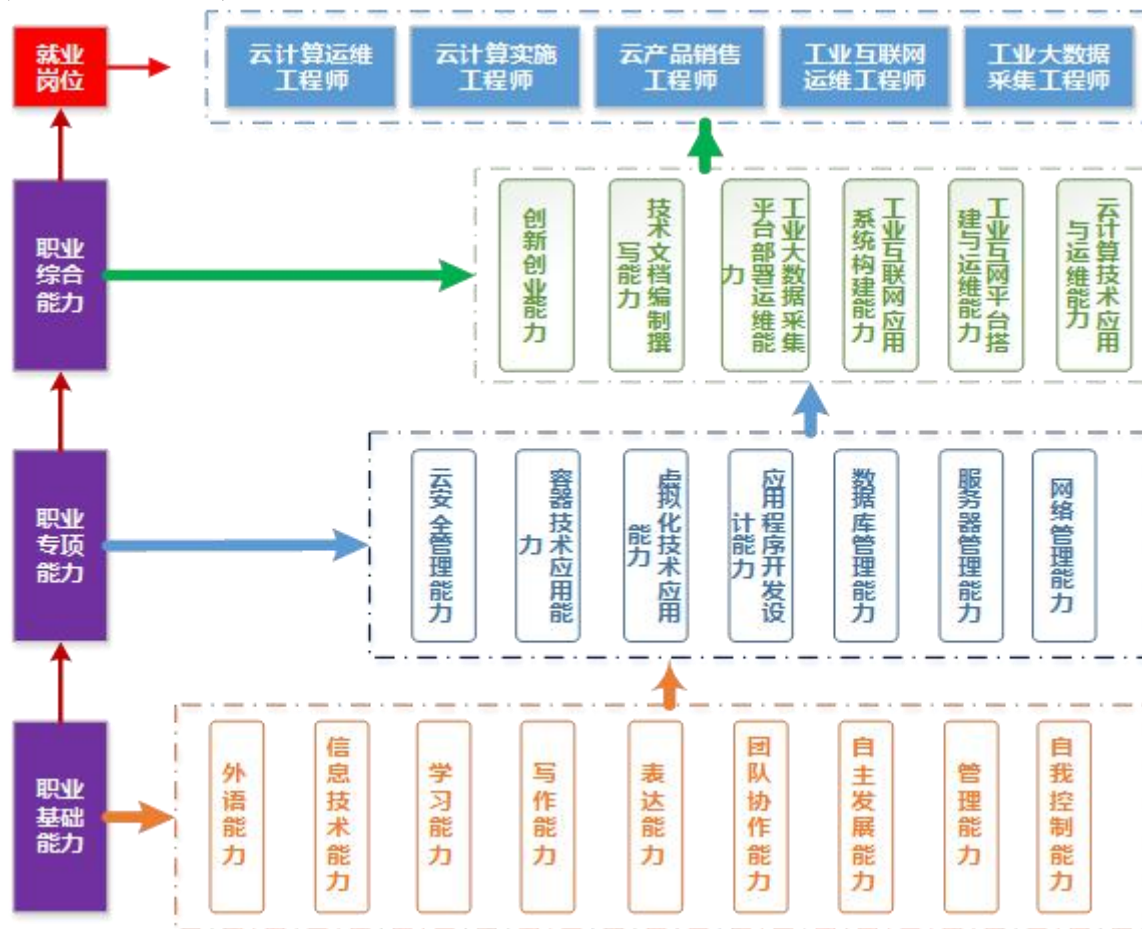 就业
岗位
云计算运维
工程师
云计算实施
工程师
云产品销售
工程师
工业互联网
运维工程师
工业大数据
采集工程师
职业
综合
能力
创新创业能力
技术文档编制撰
写能力
工业大数据采集
平台部署运维能
力
工业互联网应用
系统构建能力
工业互网平台搭
建与运维能力
云计算技术应用
与运维能力
职业
专项
能力
云安全管理能力
容器技术应用能
力
虚拟化技术应用
能力
应用程序开发设
计能力
数据库管理能力
服务器管理能力
网络管理能力
职业
基础
能力
外语能力
信息技术能力
学习能力
写作能力
表达能力
团队协作能力
自主发展能力
管理能力
自我控制能力